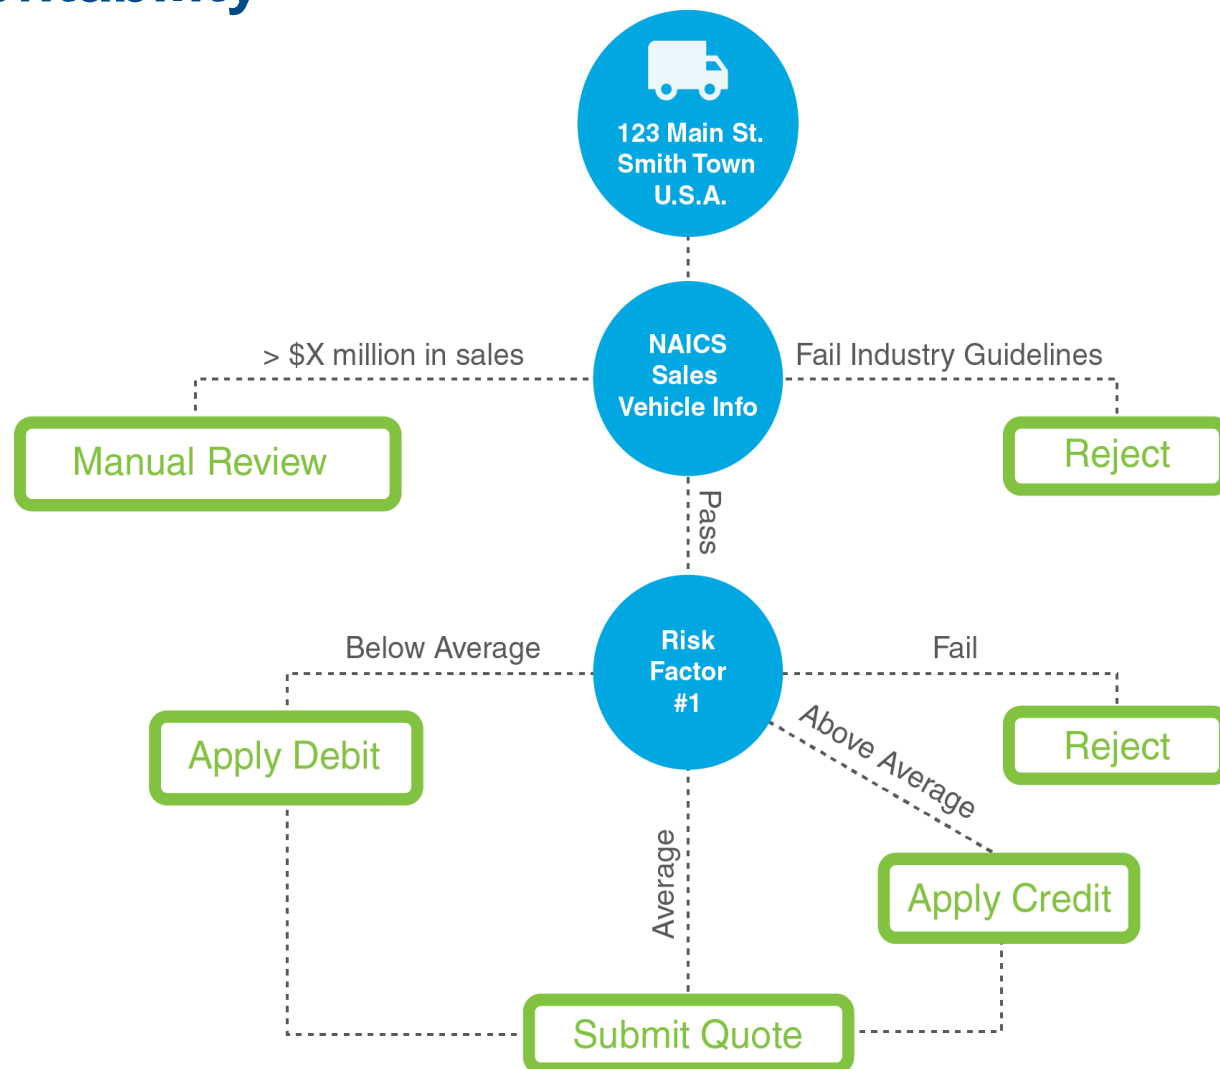 123 Main St.
Smith Town
U.S.A.
> $X million in sales
NAICS
Sales
Vehicle Info
Fail Industry Guidelines
Manual Review
Reject
Pass
Below Average
Risk
Factor
#1
Fail
Apply Debit
Above Average
Reject
Average
Apply Credit
Submit Quote